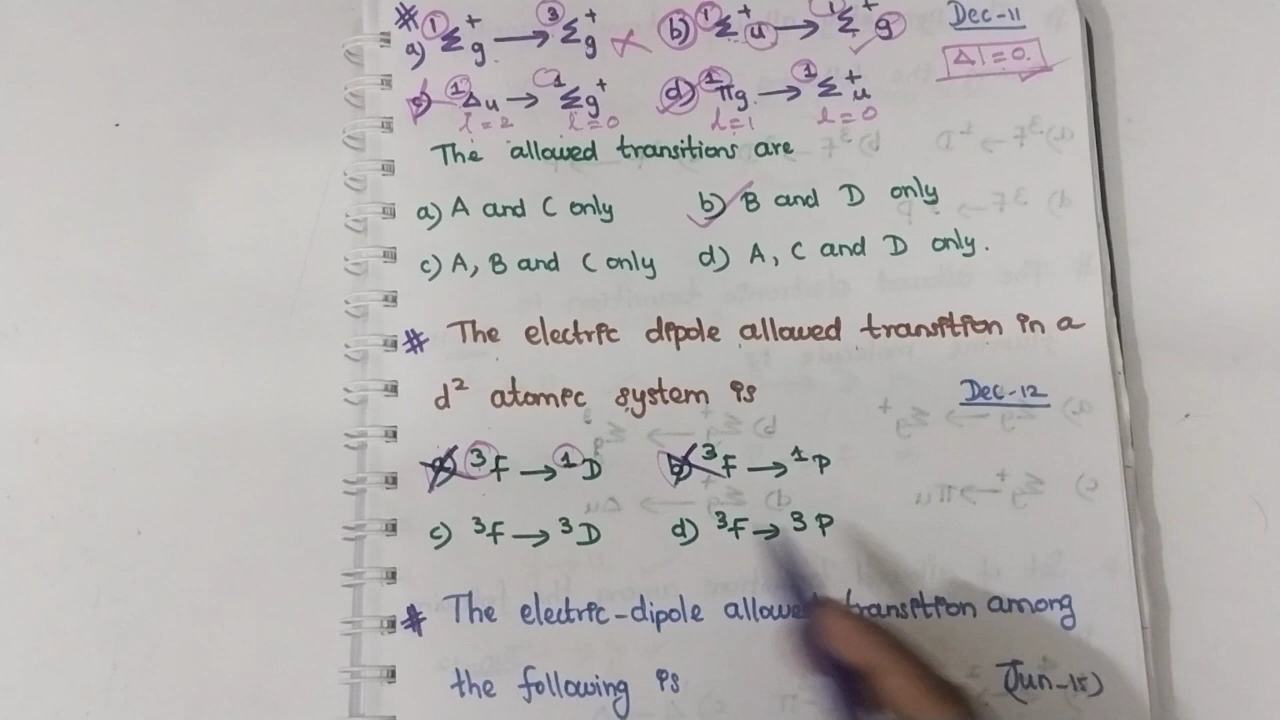 # Dec-11
a) ¹Σg⁺ → ³Σg⁺ b) ¹Σu⁺ → ¹Σg⁺ Δl=0
c) ¹Δu → ¹Σg⁺ d) ¹πg → ¹Σu⁺
l=2 l=0 l=1 l=0
The allowed transitions are
a) A and C only b) B and D only
c) A, B and C only d) A, C and D only.
# The electric dipole allowed transition in a
d² atomic system is Dec-12
a) ³F → ¹D b) ³F → ¹P
c) ³F → ³D d) ³F → ³P
# The electric-dipole allowed transition among
the following is (Jun-15)